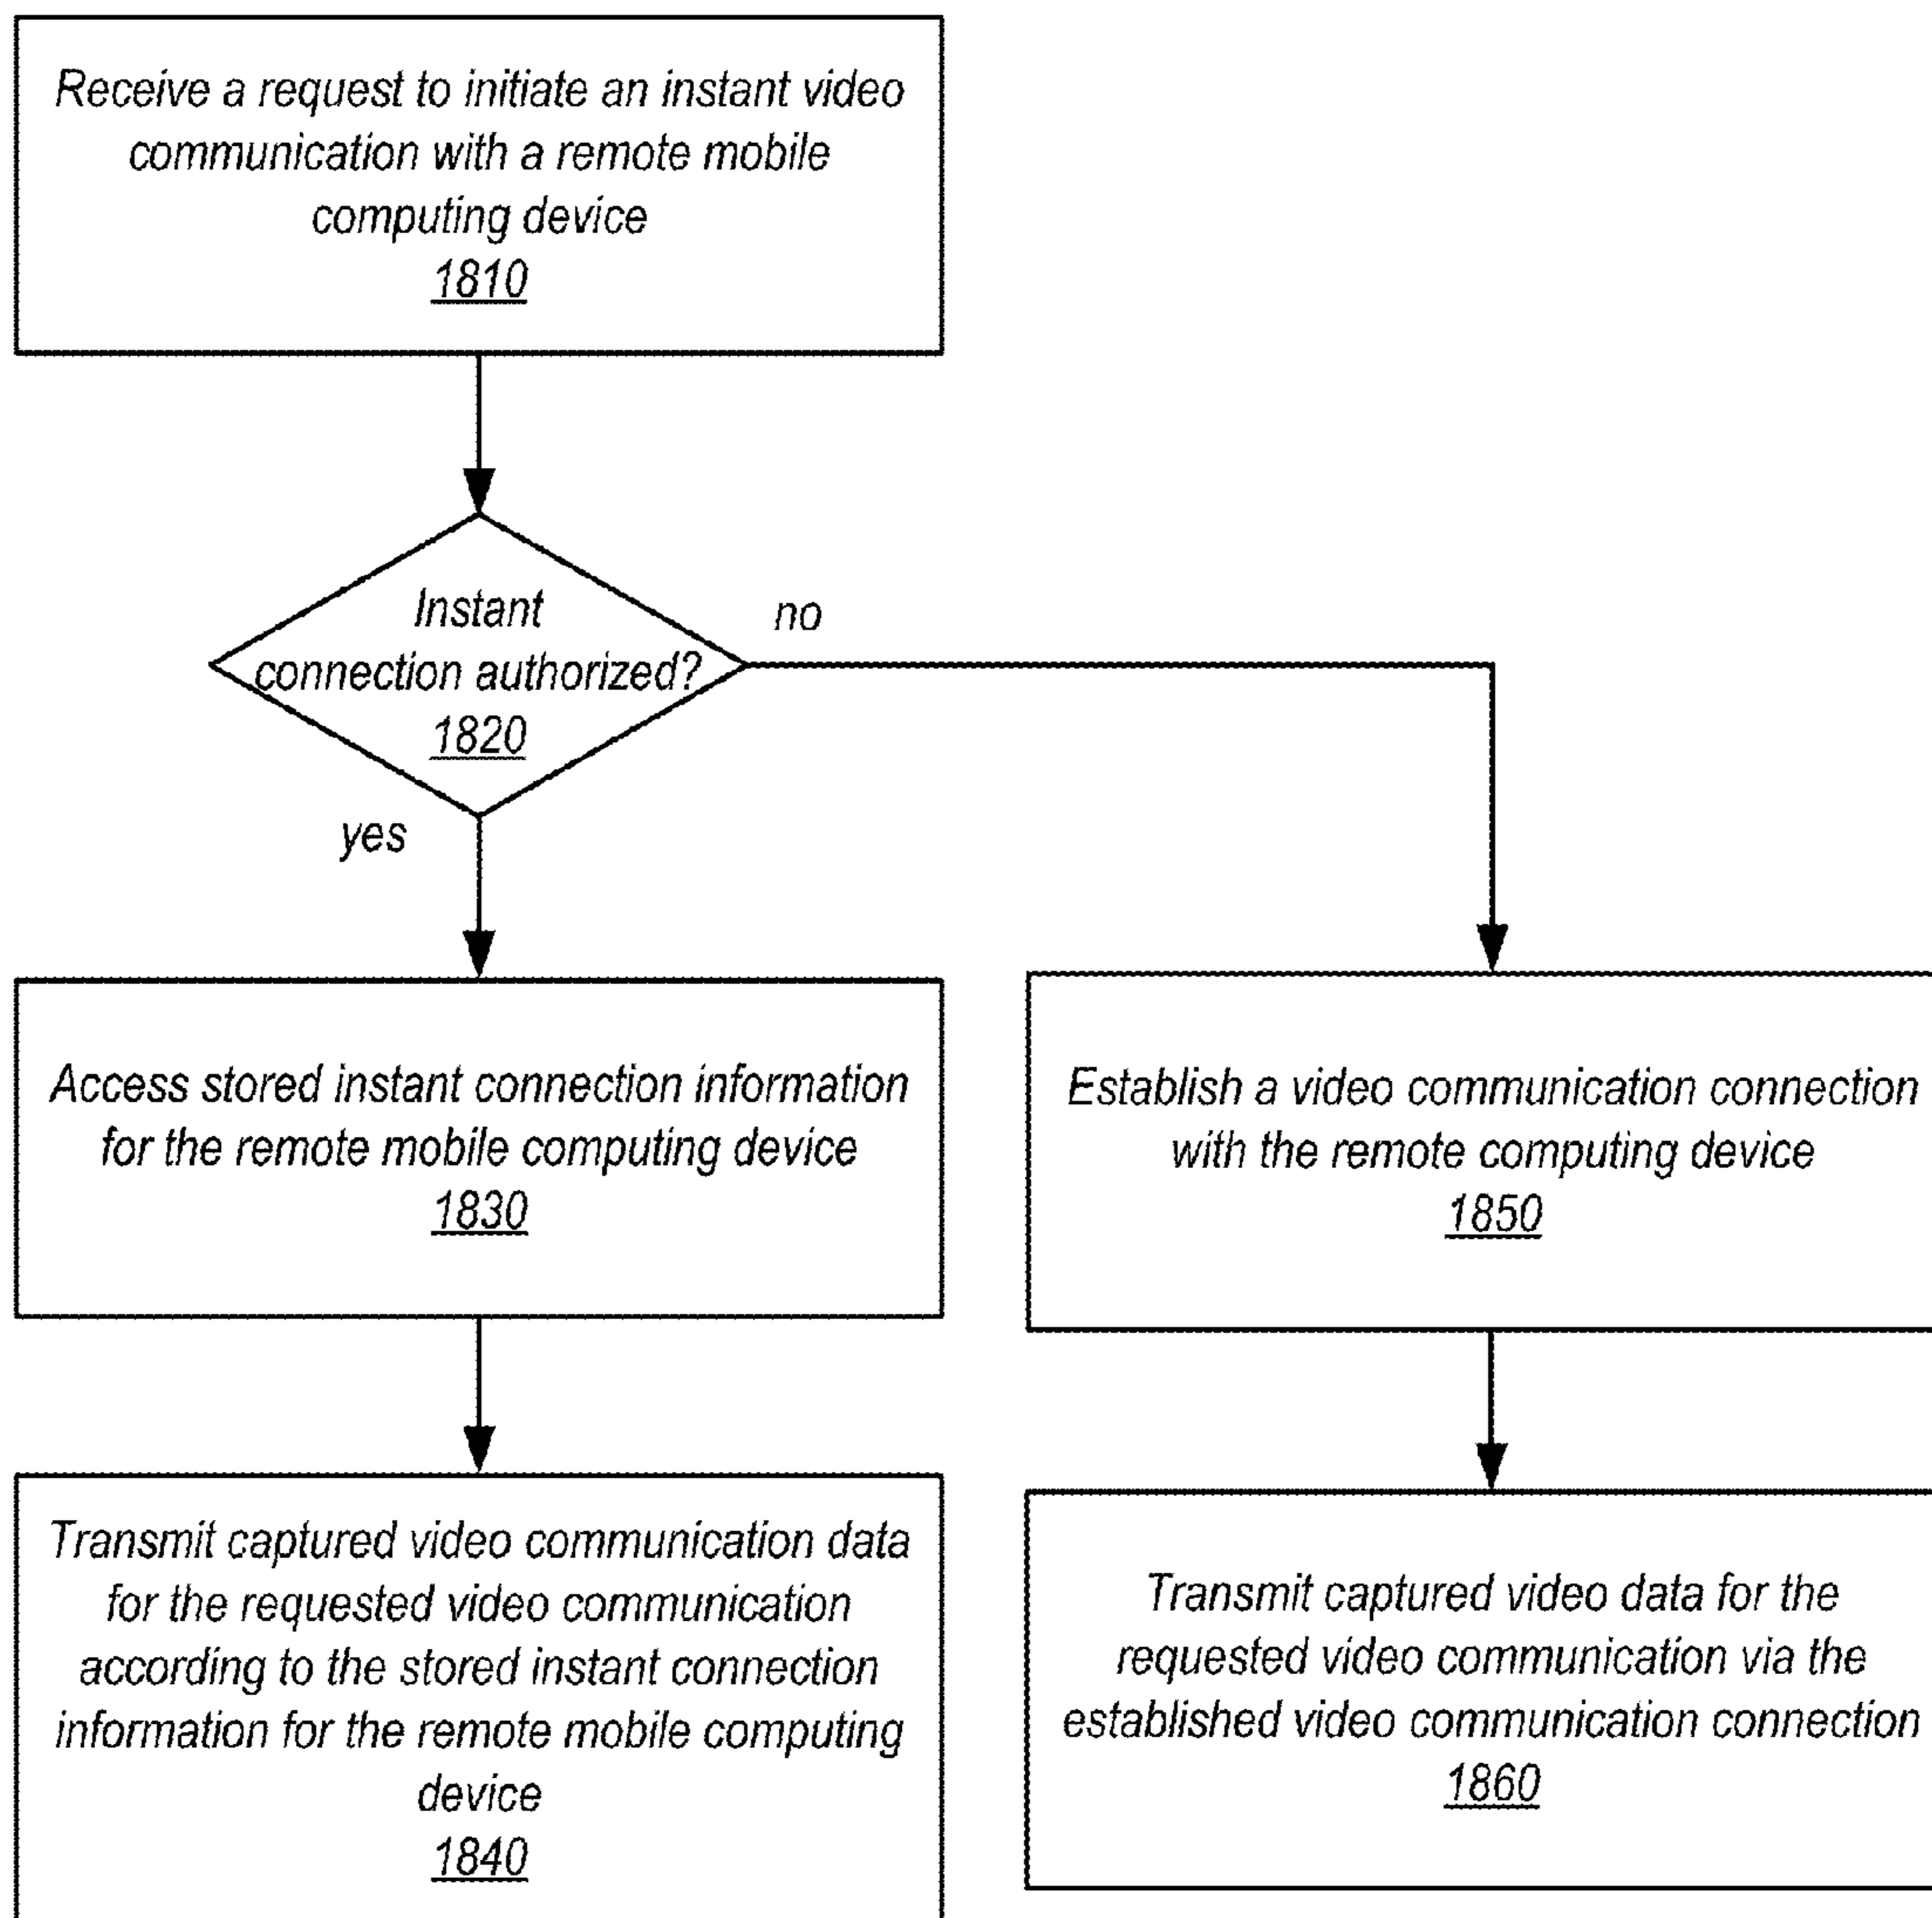 Receive a request to initiate an instant video
communication with a remote mobile
computing device
1810
Instant
connection authorized?
1820
no
yes
Access stored instant connection information
for the remote mobile computing device
1830
Establish a video communication connection
with the remote computing device
1850
Transmit captured video communication data
for the requested video communication
according to the stored instant connection
information for the remote mobile computing
device
1840
Transmit captured video data for the
requested video communication via the
established video communication connection
1860